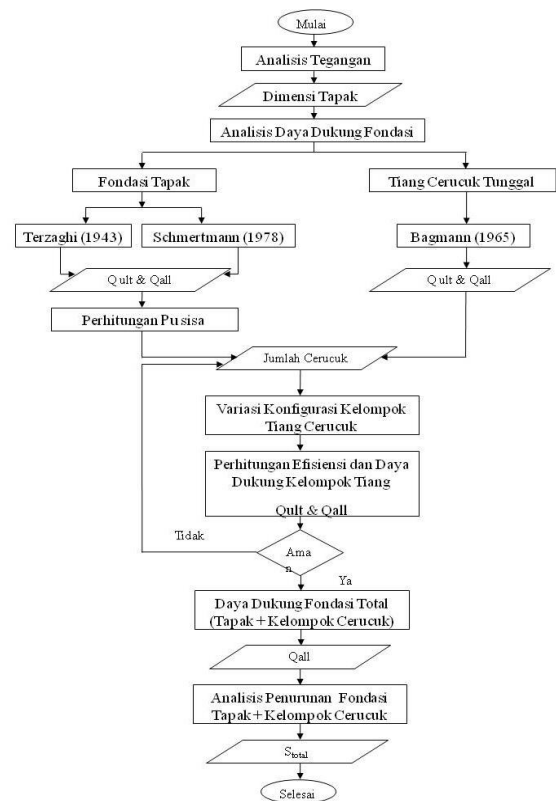 Mulai
Analisis Tegangan
Dimensi Tapak
Analisis Daya Dukung Fondasi
Fondasi Tapak
Tiang Cerucuk Tunggal
Terzaghi (1943)
Schmertmann (1978)
Bagmann (1965)
Qult & Qall
Qult & Qall
Perhitungan Pu sisa
Jumlah Cerucuk
Variasi Konfigurasi Kelompok
Tiang Cerucuk
Perhitungan Efisiensi dan Daya
Dukung Kelompok Tiang
Qult & Qall
Tidak
Ama
n
Ya
Daya Dukung Fondasi Total
(Tapak + Kelompok Cerucuk)
Qall
Analisis Penurunan Fondasi
Tapak + Kelompok Cerucuk
Stotal
Selesai